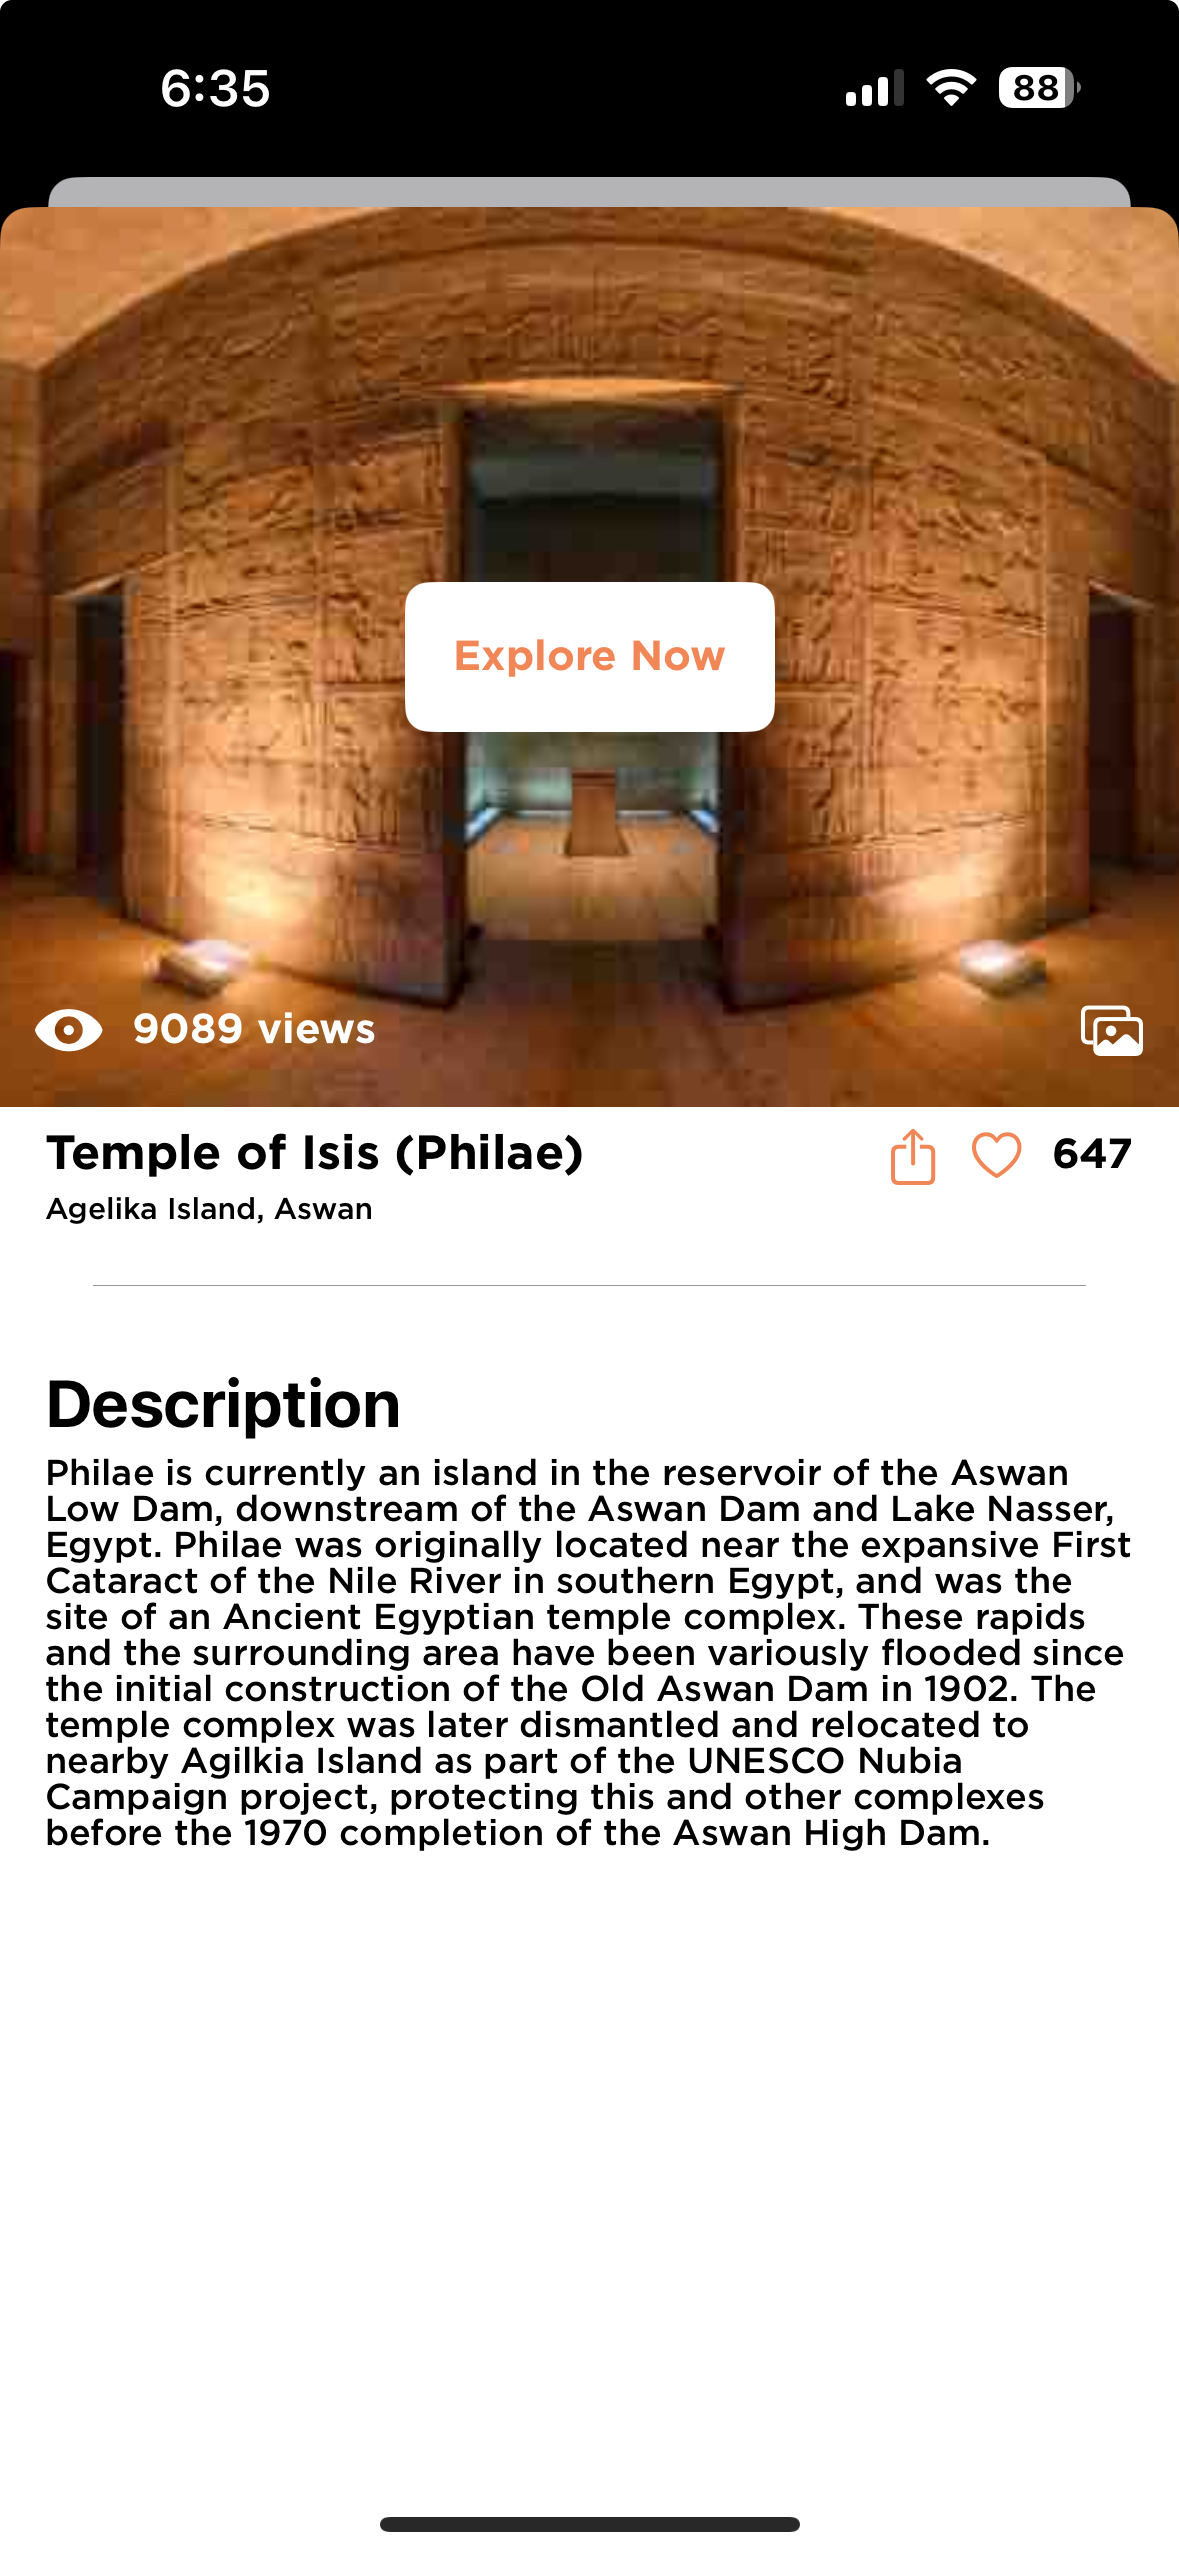 6:35
88
Explore Now
9089 views
Temple of Isis (Philae)
647
Agelika Island, Aswan
Description
Philae is currently an island in the reservoir of the Aswan
Low Dam, downstream of the Aswan Dam and Lake Nasser,
Egypt. Philae was originally located near the expansive First
Cataract of the Nile River in southern Egypt, and was the
site of an Ancient Egyptian temple complex. These rapids
and the surrounding area have been variously flooded since
the initial construction of the Old Aswan Dam in 1902. The
temple complex was later dismantled and relocated to
nearby Agilkia Island as part of the UNESCO Nubia
Campaign project, protecting this and other complexes
before the 1970 completion of the Aswan High Dam.